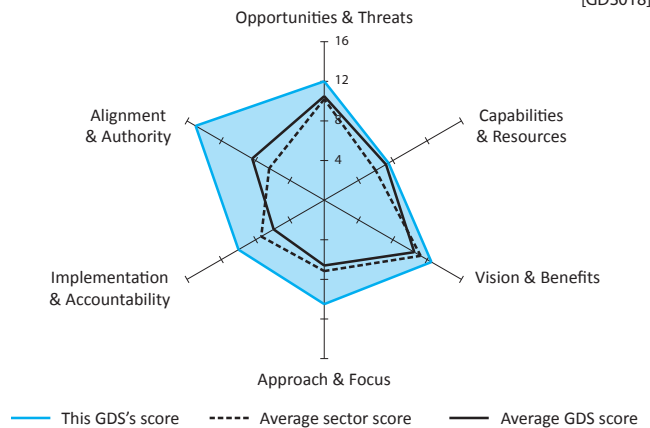 [GDS018]
Opportunities & Threats
16
12
8
4
Alignment
& Authority
Capabilities
& Resources
Implementation
& Accountability
Vision & Benefits
Approach & Focus
This GDS's score
Average sector score
Average GDS score